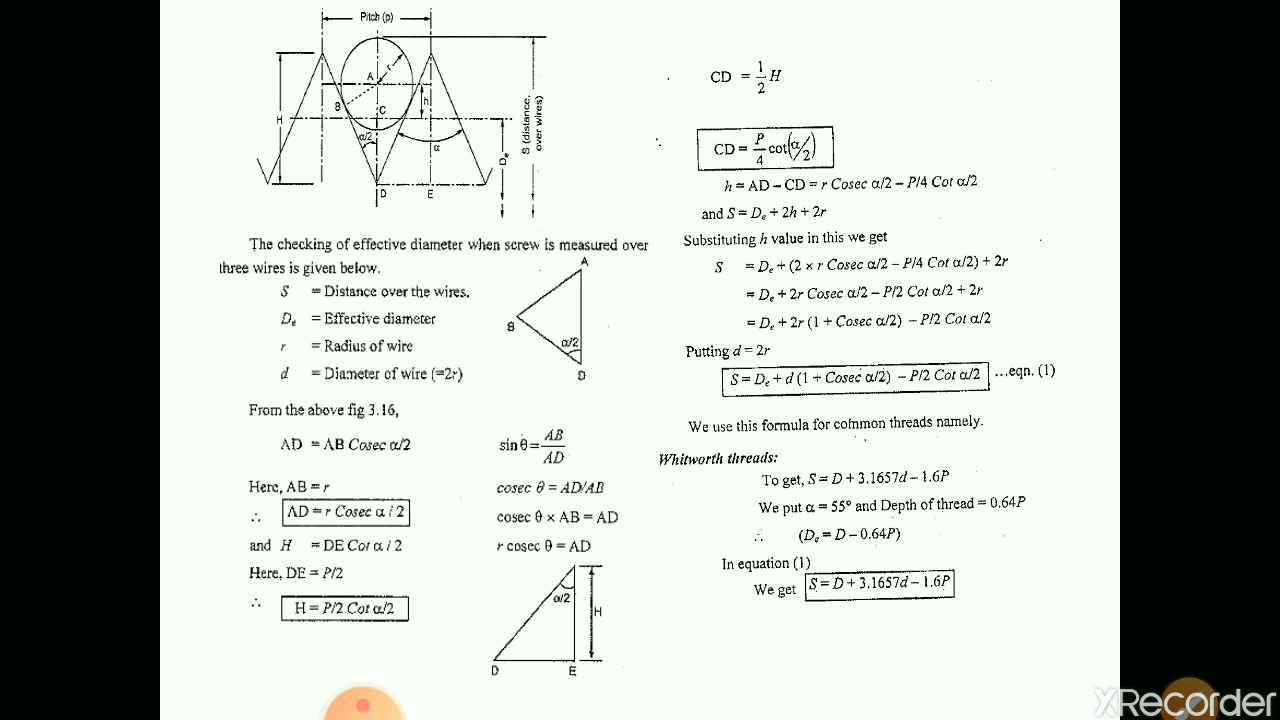 Pitch (p)
A
r
B
C
h
H
α/2
α
D
E
Dₑ
S (distance, over wires)
The checking of effective diameter when screw is measured over
three wires is given below.
S = Distance over the wires.
Dₑ = Effective diameter
r = Radius of wire
d = Diameter of wire (=2r)
A
B
α/2
D
From the above fig 3.16,
AD = AB Cosec α/2
sin θ = AB/AD
Here, AB = r
cosec θ = AD/AB
∴ AD = r Cosec α / 2
cosec θ × AB = AD
and H = DE Cot α / 2
r cosec θ = AD
Here, DE = P/2
∴ H = P/2 Cot α/2
α/2
H
D
E
CD = 1/2 H
∴ CD = P/4 cot(α/2)
h = AD – CD = r Cosec α/2 – P/4 Cot α/2
and S = Dₑ + 2h + 2r
Substituting h value in this we get
S = Dₑ + (2 × r Cosec α/2 – P/4 Cot α/2) + 2r
= Dₑ + 2r Cosec α/2 – P/2 Cot α/2 + 2r
= Dₑ + 2r (1 + Cosec α/2) – P/2 Cot α/2
Putting d = 2r
S = Dₑ + d (1 + Cosec α/2) – P/2 Cot α/2 ...eqn. (1)
We use this formula for common threads namely.
Whitworth threads:
To get, S = D + 3.1657d – 1.6P
We put α = 55° and Depth of thread = 0.64P
∴ (Dₑ = D – 0.64P)
In equation (1)
We get S = D + 3.1657d – 1.6P
XRecorder